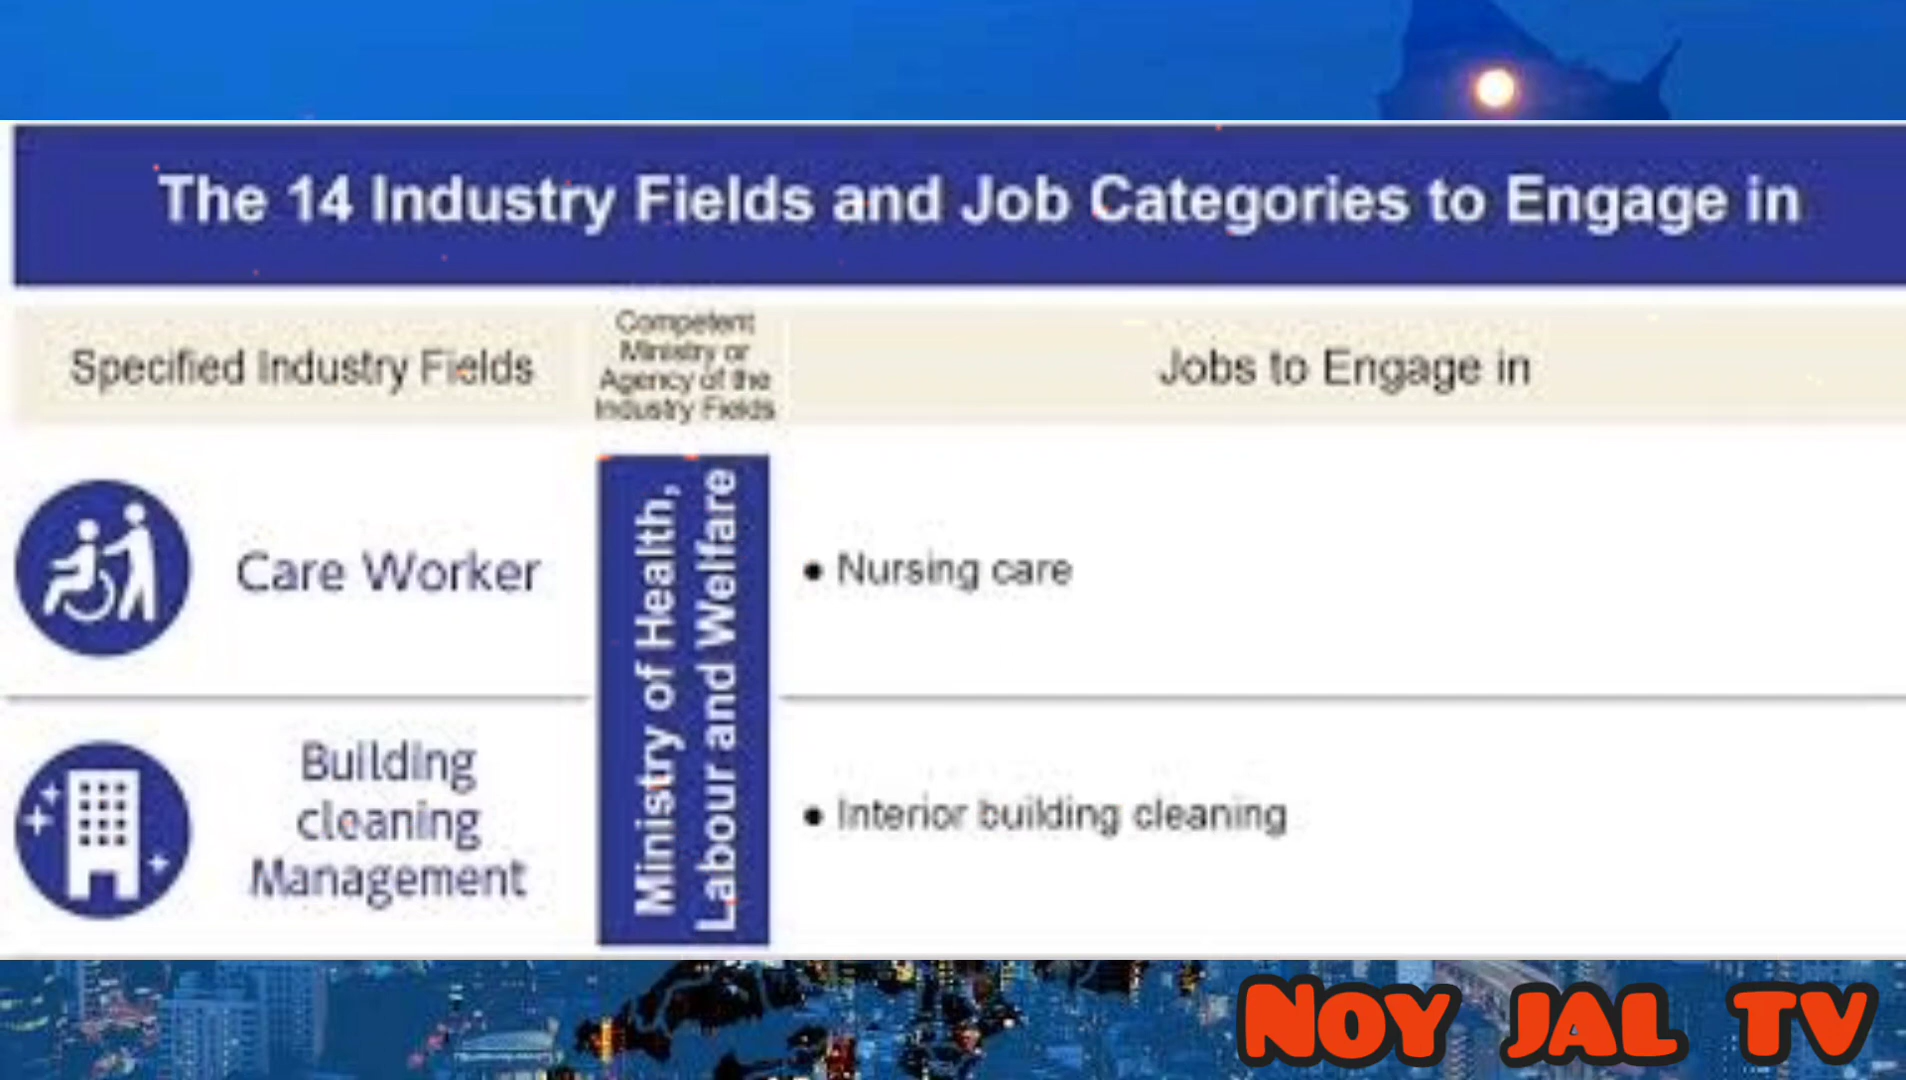 The 14 Industry Fields and Job Categories to Engage in
Specified Industry Fields
Competent
Ministry or
Agency of the
Industry Fields
Jobs to Engage in
Care Worker
Ministry of Health,
Labour and Welfare
• Nursing care
Building
cleaning
Management
• Interior building cleaning
NOY JAL TV